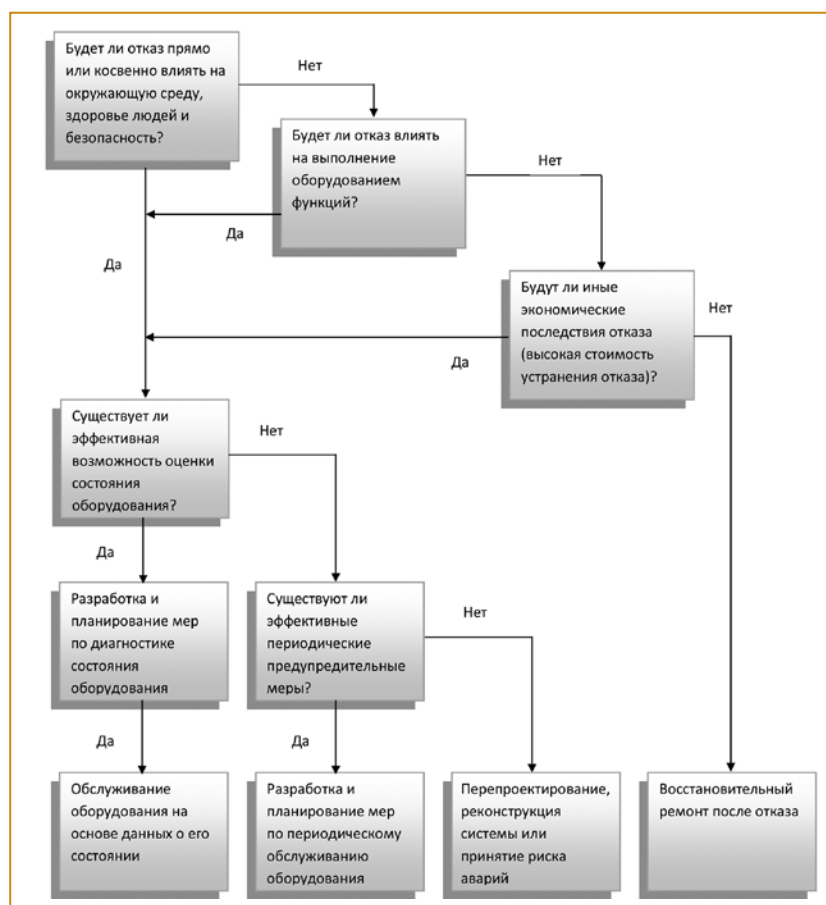 Будет ли отказ прямо
или косвенно влиять на
окружающую среду,
здоровье людей и
безопасность?
Нет
Будет ли отказ влиять
на выполнение
оборудованием
функций?
Нет
Да
Да
Будут ли иные
экономические
последствия отказа
(высокая стоимость
устранения отказа)?
Нет
Да
Существует ли
эффективная
возможность оценки
состояния
оборудования?
Нет
Да
Разработка и
планирование мер
по диагностике
состояния
оборудования
Существуют ли
эффективные
периодические
предупредительные
меры?
Нет
Да
Да
Обслуживание
оборудования на
основе данных о его
состоянии
Разработка и
планирование мер
по периодическому
обслуживанию
оборудования
Перепроектирование,
реконструкция
системы или
принятие риска
аварий
Восстановительный
ремонт после отказа